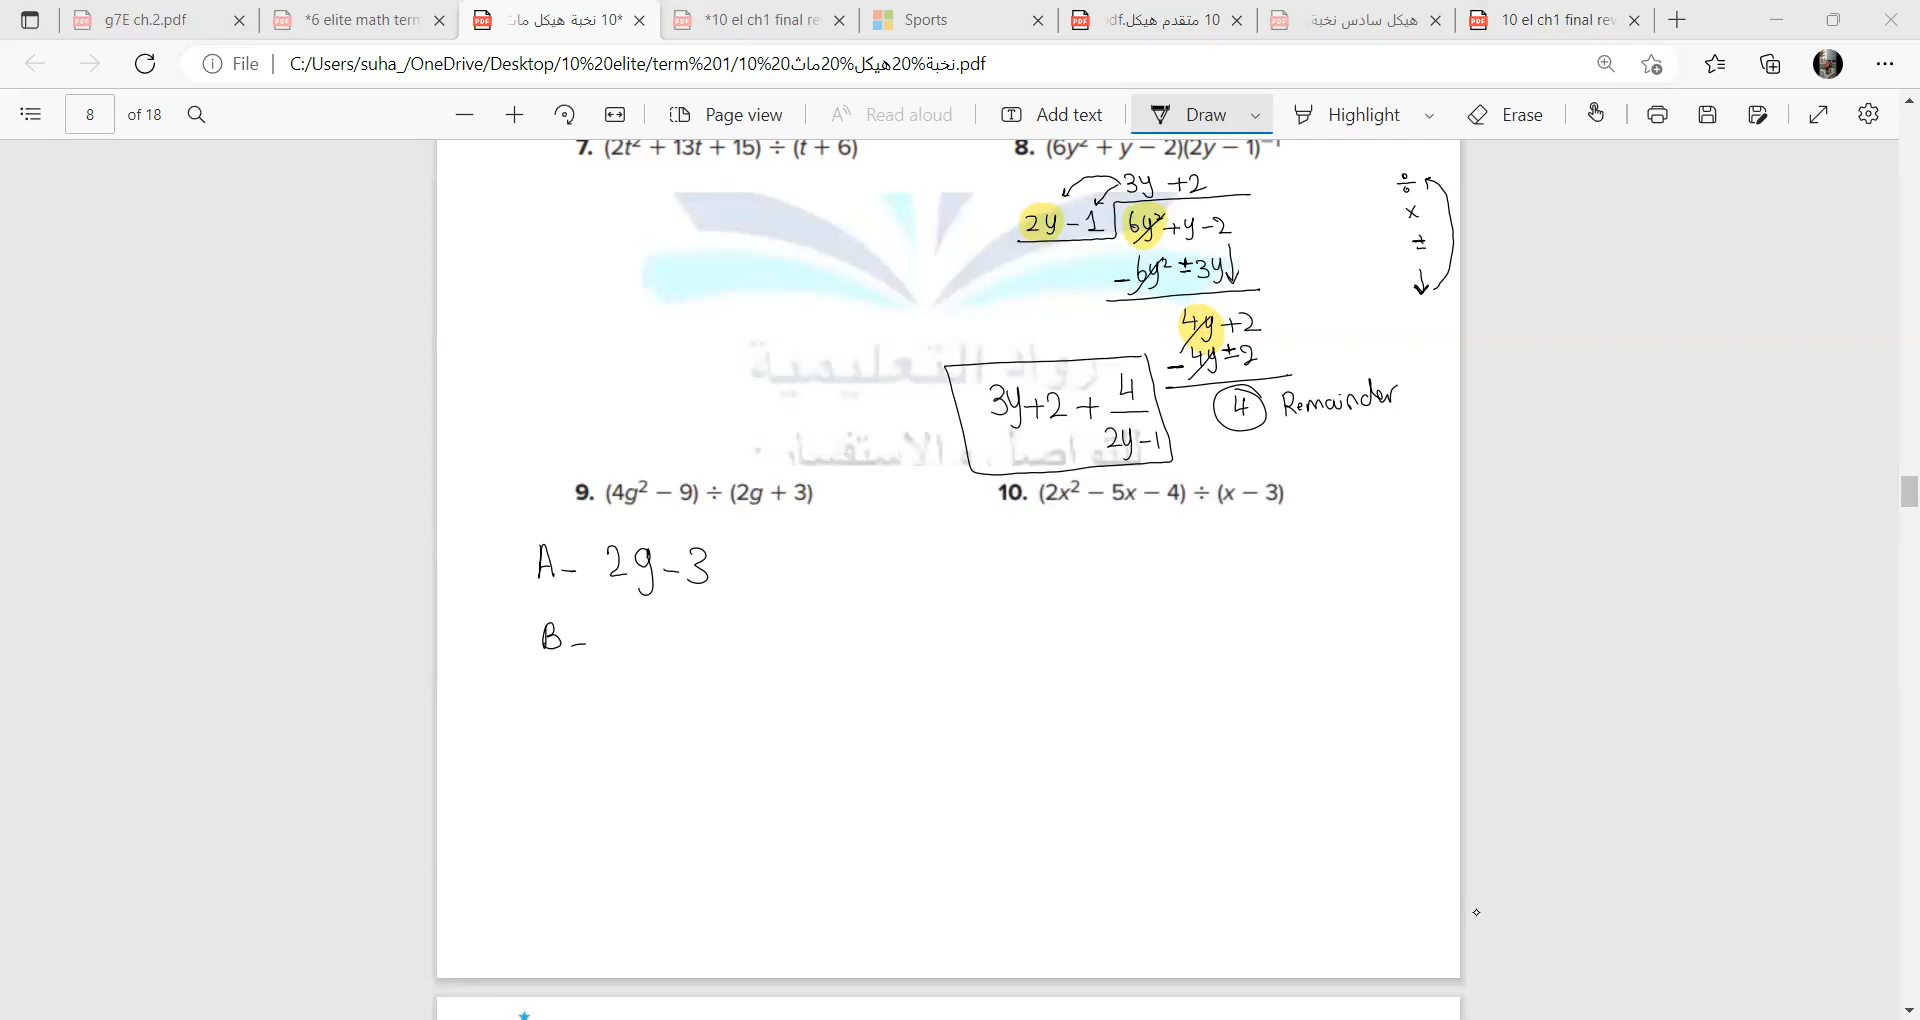 g7E ch.2.pdf
*6 elite math term
*10 نخبة هيكل ماث
*10 el ch1 final re
Sports
10 متقدم هيكل.pdf
هيكل سادس نخبة
10 el ch1 final rev
File
C:/Users/suha_/OneDrive/Desktop/10%20elite/term%201/10%20نخبة%20هيكل%20ماث.pdf
8 of 18
Page view
Read aloud
Add text
Draw
Highlight
Erase
7. (2t² + 13t + 15) ÷ (t + 6)
8. (6y² + y − 2)(2y − 1)⁻¹
3y +2
2y − 1 6y² + y − 2
− 6y² ± 3y
4y + 2
− 4y ± 2
4 Remainder
3y + 2 + 4
2y − 1
÷
×
±
↓
رواد التعليمية
للتواصل و الاستفسار :
9. (4g² − 9) ÷ (2g + 3)
10. (2x² − 5x − 4) ÷ (x − 3)
A - 2g - 3
B -